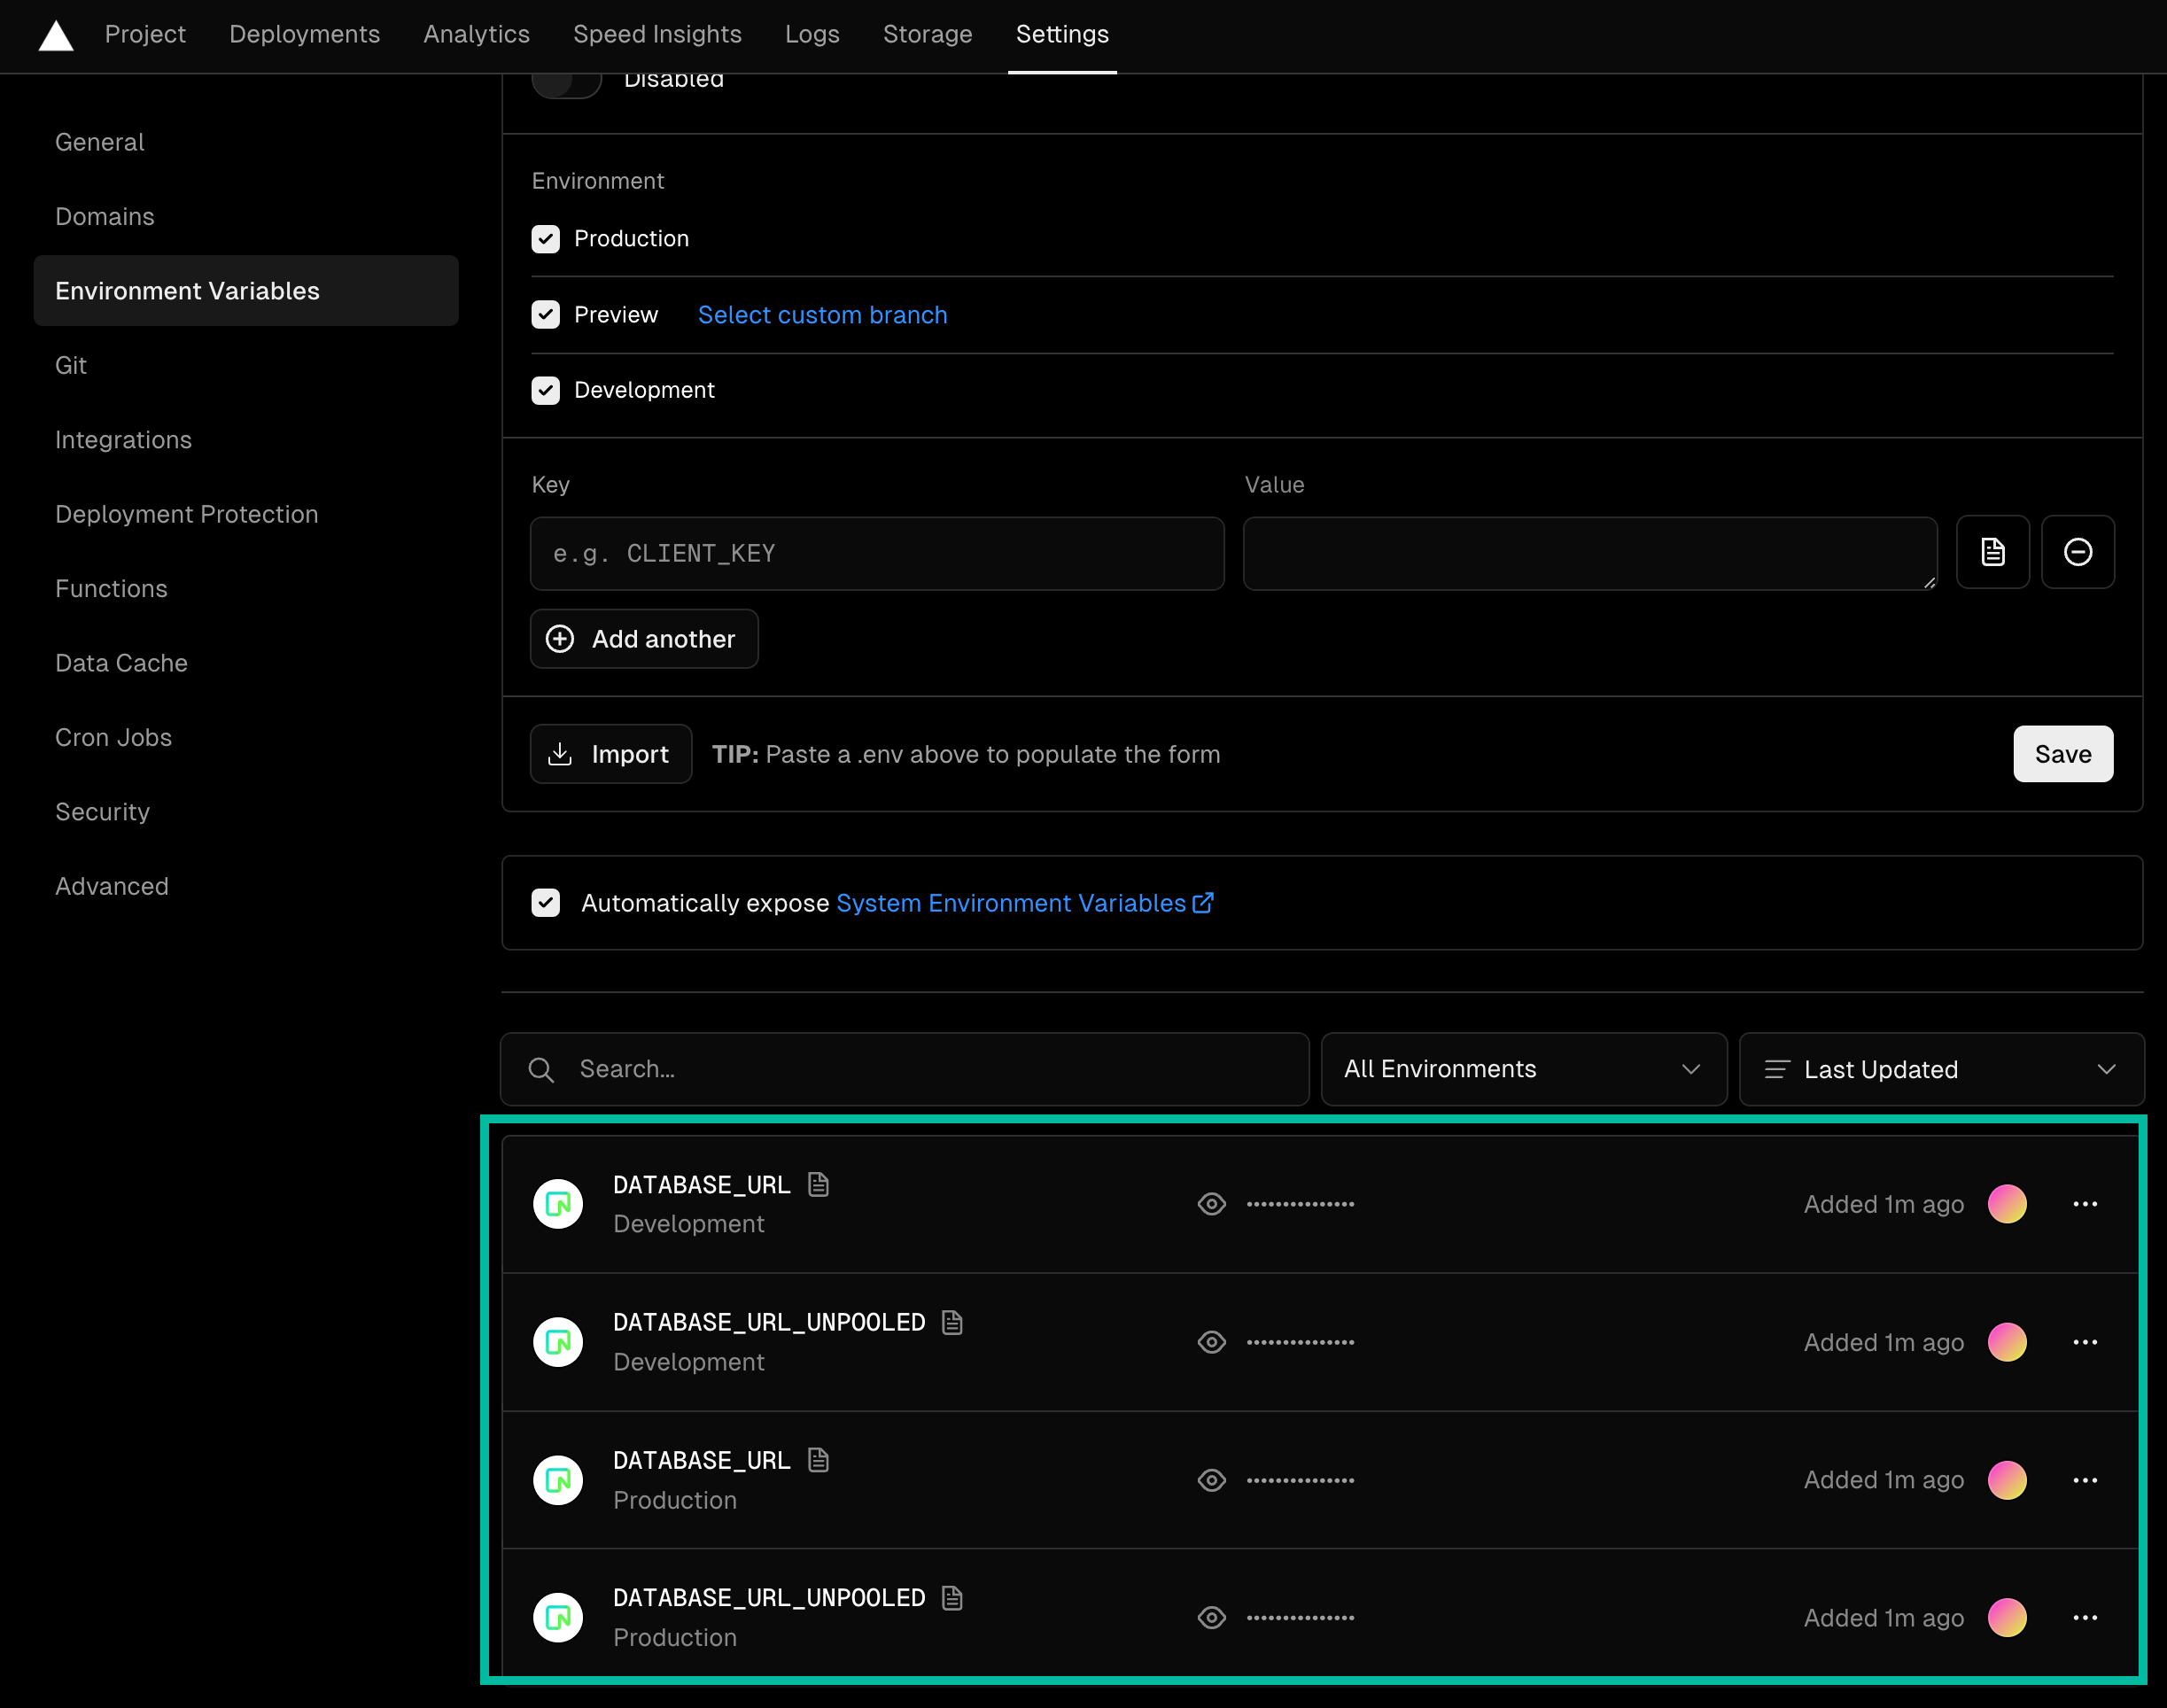 Project Deployments Analytics Speed Insights Logs Storage Settings
Disabled
General
Domains
Environment Variables
Git
Integrations
Deployment Protection
Functions
Data Cache
Cron Jobs
Security
Advanced
Environment
Production
Preview Select custom branch
Development
Key Value
e.g. CLIENT_KEY
Add another
Import TIP: Paste a .env above to populate the form Save
Automatically expose System Environment Variables
Search... All Environments Last Updated
DATABASE_URL
Development
•••••••••••••• Added 1m ago
DATABASE_URL_UNPOOLED
Development
•••••••••••••• Added 1m ago
DATABASE_URL
Production
•••••••••••••• Added 1m ago
DATABASE_URL_UNPOOLED
Production
•••••••••••••• Added 1m ago